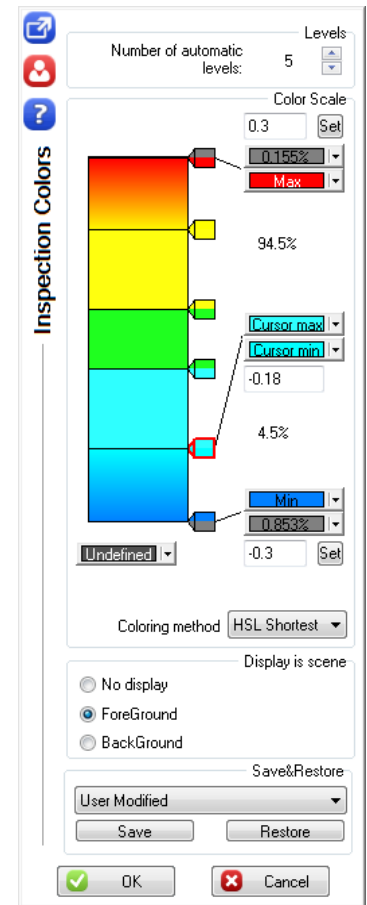 Levels
Number of automatic
levels:
5
Color Scale
0.3
Set
0.155%
Max
94.5%
Cursor max
Cursor min
-0.18
4.5%
Min
0.853%
Undefined
-0.3
Set
Coloring method
HSL Shortest
Display is scene
No display
ForeGround
BackGround
Save&Restore
User Modified
Save
Restore
OK
Cancel
?
Inspection Colors